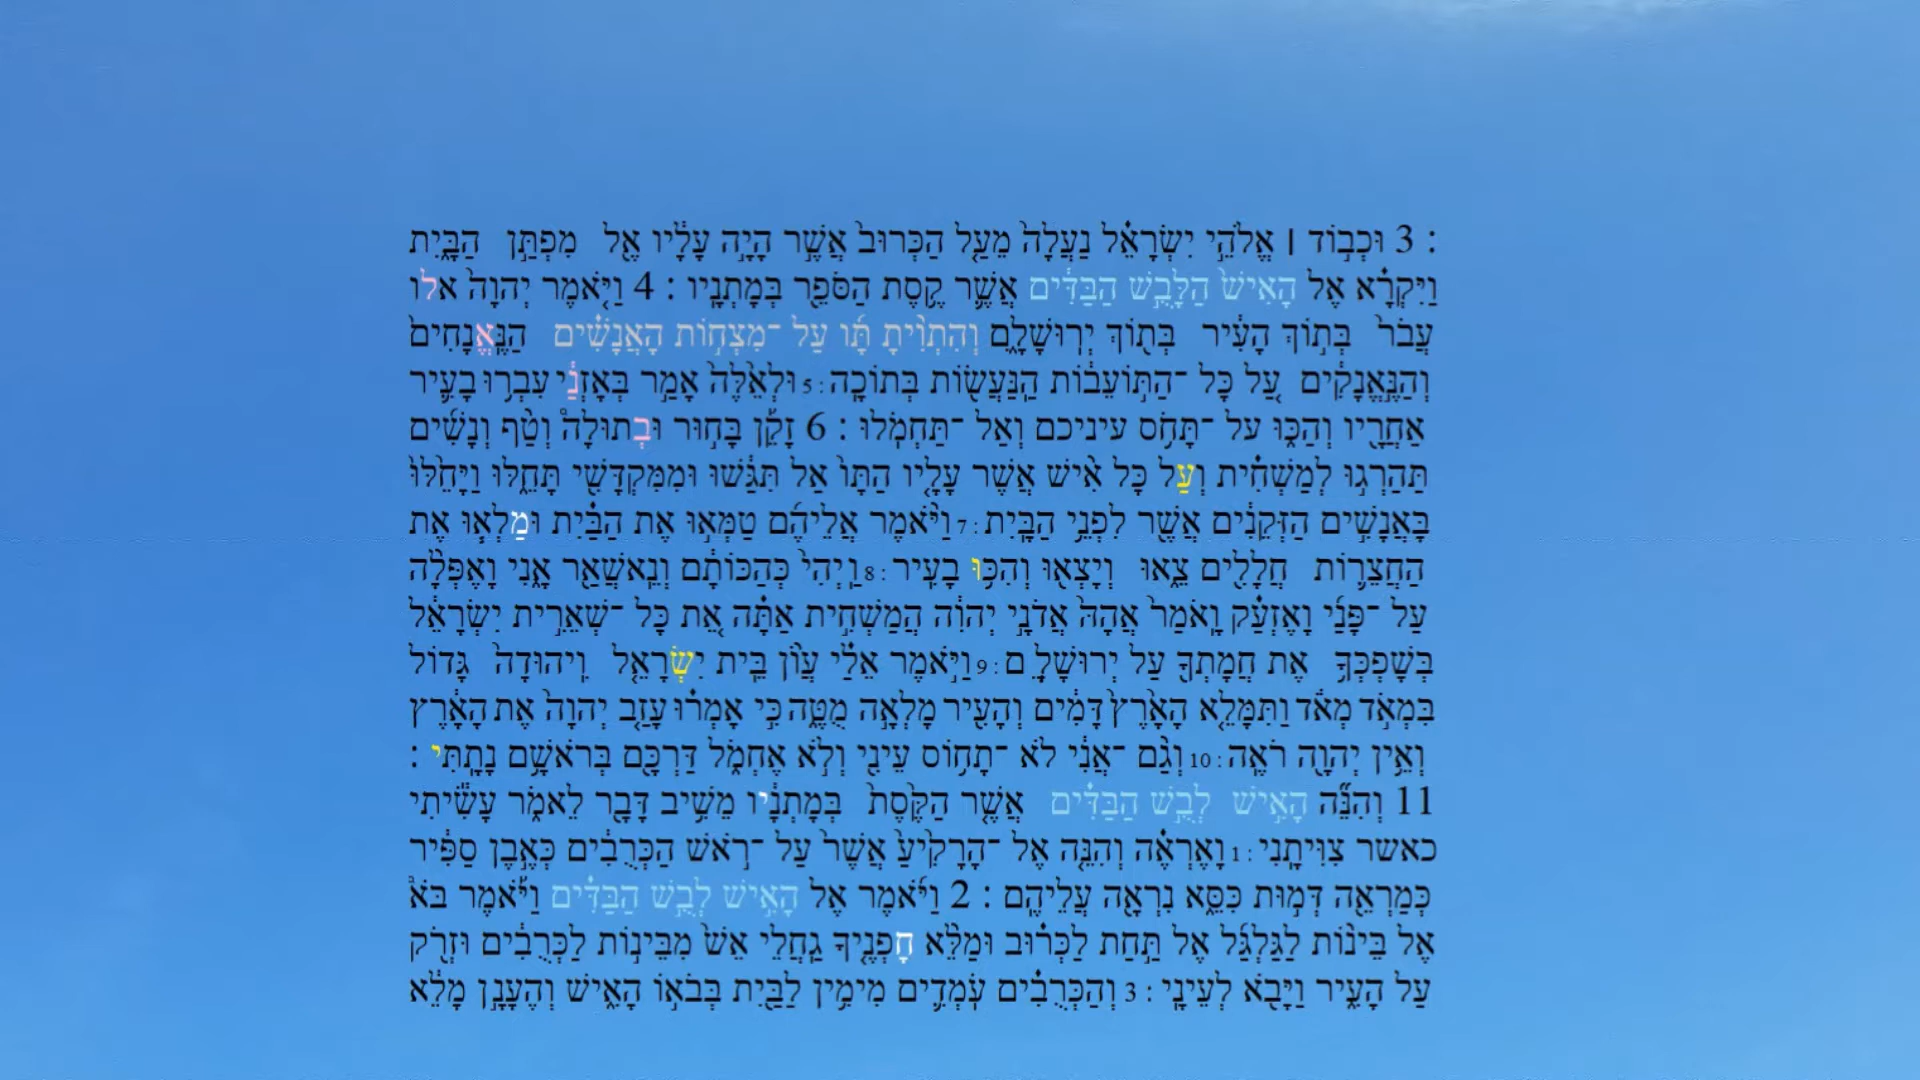 : 3 וּכְב֣וֹד ׀ אֱלֹהֵ֣י יִשְׂרָאֵ֗ל נַעֲלָה֙ מֵעַ֤ל הַכְּרוּב֙ אֲשֶׁ֣ר הָיָ֣ה עָלָ֔יו אֶ֖ל מִפְתַּ֣ן הַבָּ֑יִת
וַיִּקְרָ֗א אֶל הָאִישׁ֙ הַלָּבֻ֣שׁ הַבַּדִּ֔ים אֲשֶׁ֛ר קֶ֥סֶת הַסֹּפֵ֖ר בְּמָתְנָֽיו : 4 וַיֹּ֤אמֶר יְהוָה֙ אלו
עֲבֹר֙ בְּת֣וֹךְ הָעִ֔יר בְּת֖וֹךְ יְרֽוּשָׁלָ֑͏ִם וְהִתְוִ֨יתָ תָּ֜ו עַל ־מִצְח֣וֹת הָאֲנָשִׁ֗ים הַנֶּֽאֱנָחִים֙
וְהַנֶּ֣אֱנָקִ֔ים עַ֚ל כָּל ־הַתּ֣וֹעֵב֔וֹת הַֽנַּעֲשׂ֖וֹת בְּתוֹכָֽהּ: 5 וּלְאֵ֙לֶּה֙ אָמַ֣ר בְּאָזְנַ֔י עִבְר֥וּ בָעִ֛יר
אַחֲרָ֖יו וְהַכּ֑וּ על ־תָּחֹ֥ס עיניכם וְאַל ־תַּחְמֹֽלוּ : 6 זָקֵ֡ן בָּח֣וּר וּבְתוּלָה֩ וְטַ֨ף וְנָשִׁ֜ים
תַּהַרְג֣וּ לְמַשְׁחִ֗ית וְעַ֨ל כָּל אִ֨ישׁ אֲשֶׁר עָלָ֤יו הַתָּו֙ אַל תִּגַּ֔שׁוּ וּמִמִּקְדָּשִׁ֖י תָּחֵ֑לּוּ וַיָּחֵ֙לּוּ֙
בָּאֲנָשִׁ֣ים הַזְּקֵנִ֔ים אֲשֶׁ֖ר לִפְנֵ֥י הַבָּֽיִת: 7 וַיֹּ֨אמֶר אֲלֵיהֶ֜ם טַמְּא֣וּ אֶת הַבַּ֗יִת וּמַלְא֧וּ אֶת
הַחֲצֵר֛וֹת חֲלָלִ֖ים צֵ֑אוּ וְיָצְא֖וּ וְהִכּ֥וּ בָעִֽיר: 8 וַֽיְהִי֙ כְּהַכּוֹתָ֔ם וְנֵֽאשֲׁאַ֖ר אָ֑נִי וָאֶפְּלָ֨ה
עַל ־פָּנַ֜י וָאֶזְעַ֗ק וָֽאֹמַר֙ אֲהָהּ֙ אֲדֹנָ֣י יְהוִ֔ה הֲמַשְׁחִ֣ית אַתָּ֗ה אֵ֚ת כָּל ־שְׁאֵרִ֣ית יִשְׂרָאֵ֔ל
בְּשָׁפְכְּךָ֥ אֶת חֲמָתְךָ֖ עַל יְרוּשָׁלָֽ͏ִם: 9 וַיֹּ֣אמֶר אֵלַ֗י עֲוֺ֨ן בֵּֽית יִשְׂרָאֵ֤ל וִֽיהוּדָה֙ גָּדוֹל
בִּמְאֹ֣ד מְאֹ֔ד וַתִּמָּלֵ֤א הָאָ֙רֶץ֙ דָּמִ֔ים וְהָעִ֖יר מָלְאָ֣ה מֻטֶּ֑ה כִּ֣י אָמְר֗וּ עָזַ֤ב יְהוָה֙ אֶת הָאָ֔רֶץ
וְאֵ֥ין יְהוָ֖ה רֹאֶֽה: 10 וְגַ֨ם ־אֲנִ֔י לֹא ־תָח֥וֹס עֵינִ֖י וְלֹ֣א אֶחְמֹ֑ל דַּרְכָּ֖ם בְּרֹאשָׁ֥ם נָתָֽתִּי :
11 וְהִנֵּ֞ה הָאִ֣ישׁ לְבֻ֣שׁ הַבַּדִּ֗ים אֲשֶׁ֤ר הַקֶּ֙סֶת֙ בְּמָתְנָ֔יו מֵשִׁ֥יב דָּבָ֖ר לֵאמֹ֑ר עָשִׂ֕יתִי
כאשר צִוִּיתָֽנִי: 1 וָאֶרְאֶ֗ה וְהִנֵּ֤ה אֶל ־הָרָקִ֙יעַ֙ אֲשֶׁר֙ עַל ־רֹ֣אשׁ הַכְּרֻבִ֔ים כְּאֶ֣בֶן סַפִּ֔יר
כְּמַרְאֵ֖ה דְּמ֣וּת כִּסֵּ֑א נִרְאָ֖ה עֲלֵיהֶֽם : 2 וַיֹּ֜אמֶר אֶל הָאִ֣ישׁ לְבֻ֣שׁ הַבַּדִּ֗ים וַיֹּ֡אמֶר בֹּא֩
אֶל בֵּינ֨וֹת לַגַּלְגַּ֜ל אֶל תַּ֣חַת לַכְּר֗וּב וּמַלֵּ֨א חָפְנֶ֤יךָ גַֽחֲלֵי אֵשׁ֙ מִבֵּינ֣וֹת לַכְּרֻבִ֔ים וּזְרֹ֖ק
עַל הָעִ֑יר וַיָּבֹ֖א לְעֵינָֽי : 3 וְהַכְּרֻבִ֗ים עֹֽמְדִ֛ים מִימִ֥ין לַבַּ֖יִת בְּבֹא֣וֹ הָאִ֑ישׁ וְהֶעָנָ֣ן מָלֵ֔א